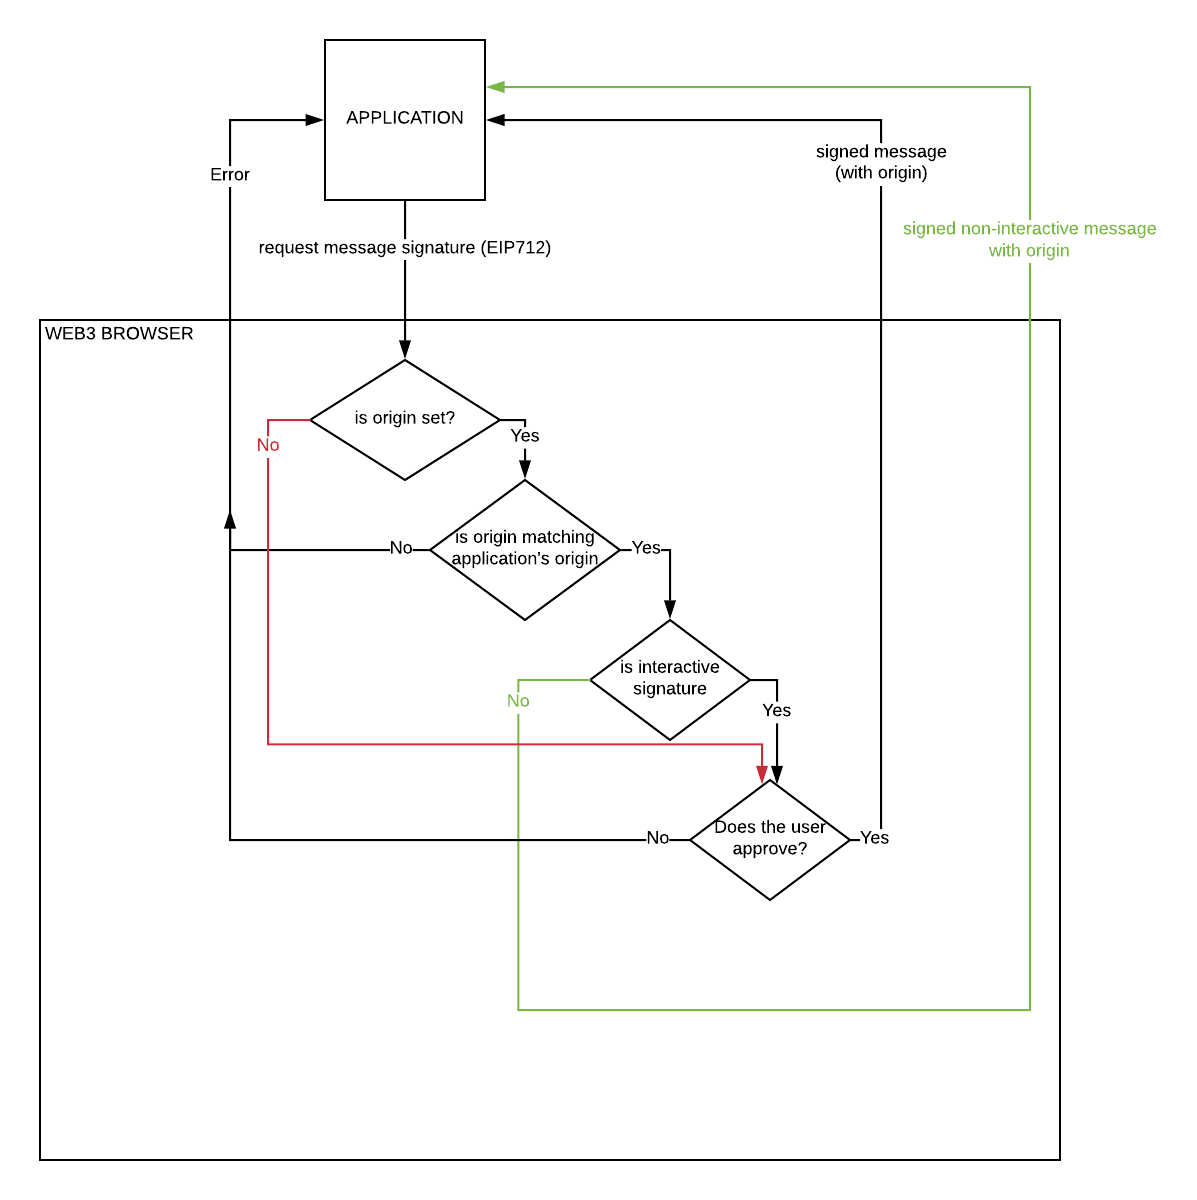 APPLICATION
signed message
(with origin)
Error
signed non-interactive message
with origin
request message signature (EIP712)
WEB3 BROWSER
is origin set?
No
Yes
is origin matching
application's origin
No
Yes
is interactive
signature
No
Yes
Does the user
approve?
No
Yes